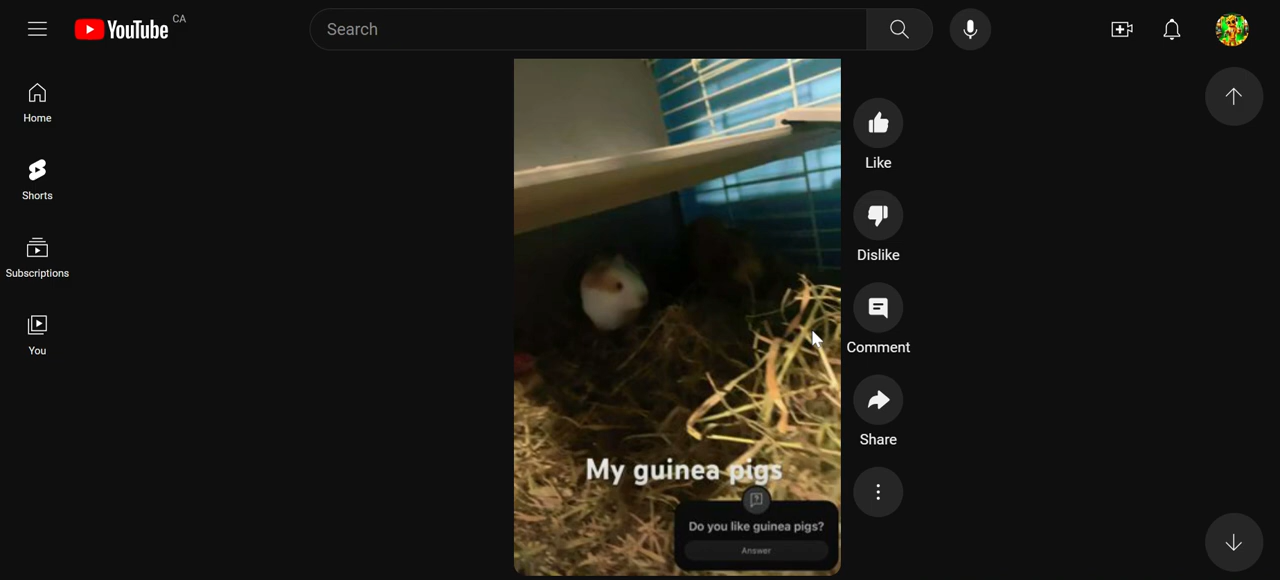 YouTube CA
Search
Home
Shorts
Subscriptions
You
Like
Dislike
Comment
Share
My guinea pigs
Do you like guinea pigs?
Answer